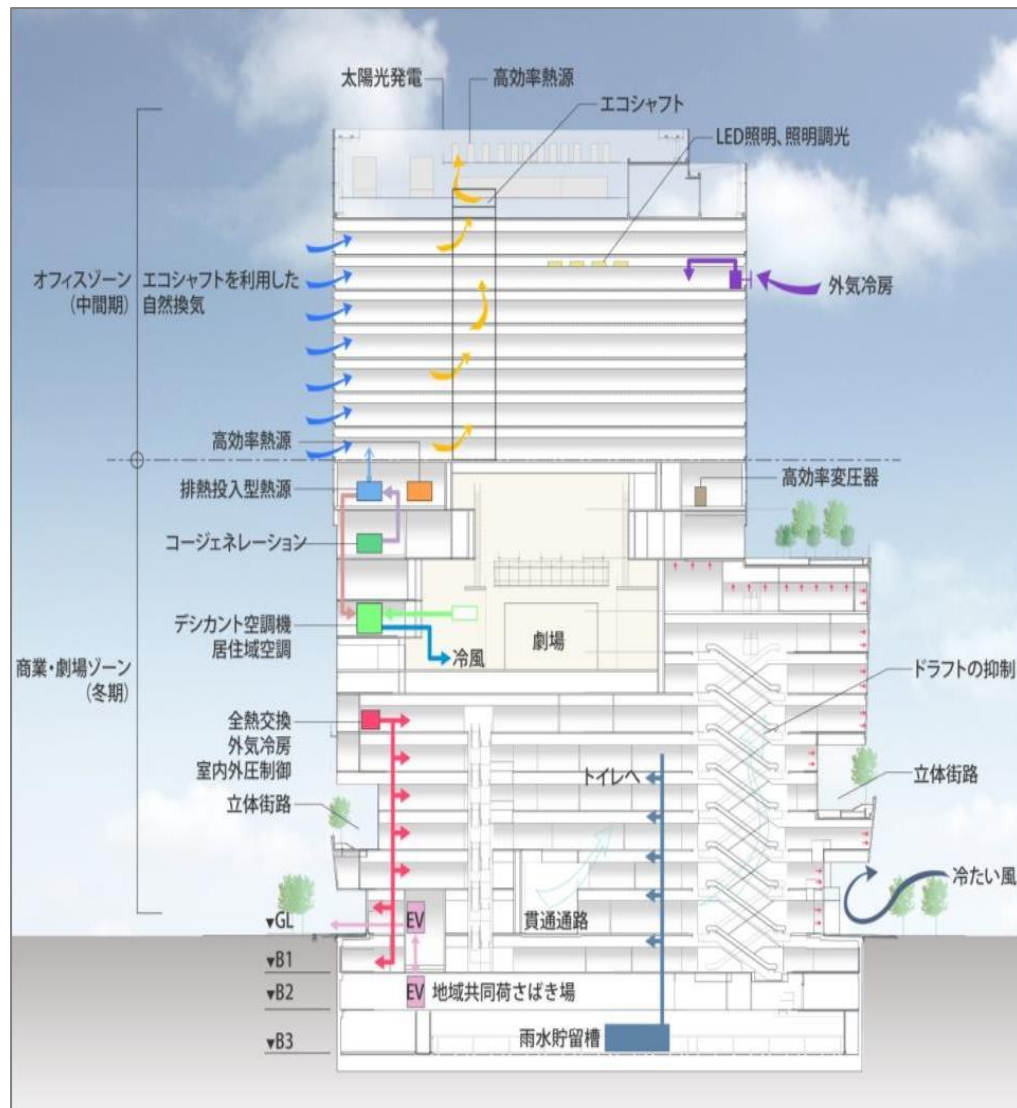 太陽光発電
高効率熱源
エコシャフト
LED照明、照明調光
オフィスゾーン
(中間期)
エコシャフトを利用した
自然換気
外気冷房
高効率熱源
排熱投入型熱源
高効率変圧器
コージェネレーション
デシカント空調機
居住域空調
冷風
劇場
商業・劇場ゾーン
(冬期)
ドラフトの抑制
全熱交換
外気冷房
室内外圧制御
トイレへ
立体街路
立体街路
冷たい風
▼GL
EV
貫通通路
▼B1
▼B2
EV
地域共同荷さばき場
▼B3
雨水貯留槽